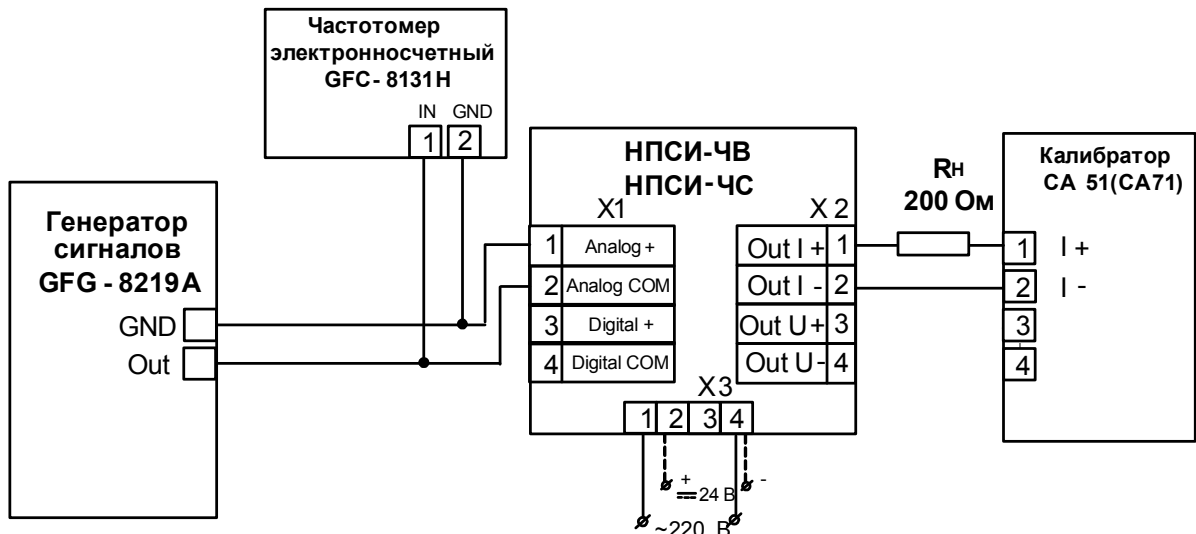 Частотомер
электронносчетный
GFC- 8131H
IN GND
1 2
Генератор
сигналов
GFG - 8219A
GND
Out
НПСИ-ЧВ
НПСИ-ЧС
X1
X 2
1 Analog +
2 Analog COM
3 Digital +
4 Digital COM
Out I + 1
Out I - 2
Out U+ 3
Out U- 4
X3
1 2 3 4
+ -
24 В
~220 В
RН
200 Ом
Калибратор
СА 51(СА71)
1 I +
2 I -
3
4